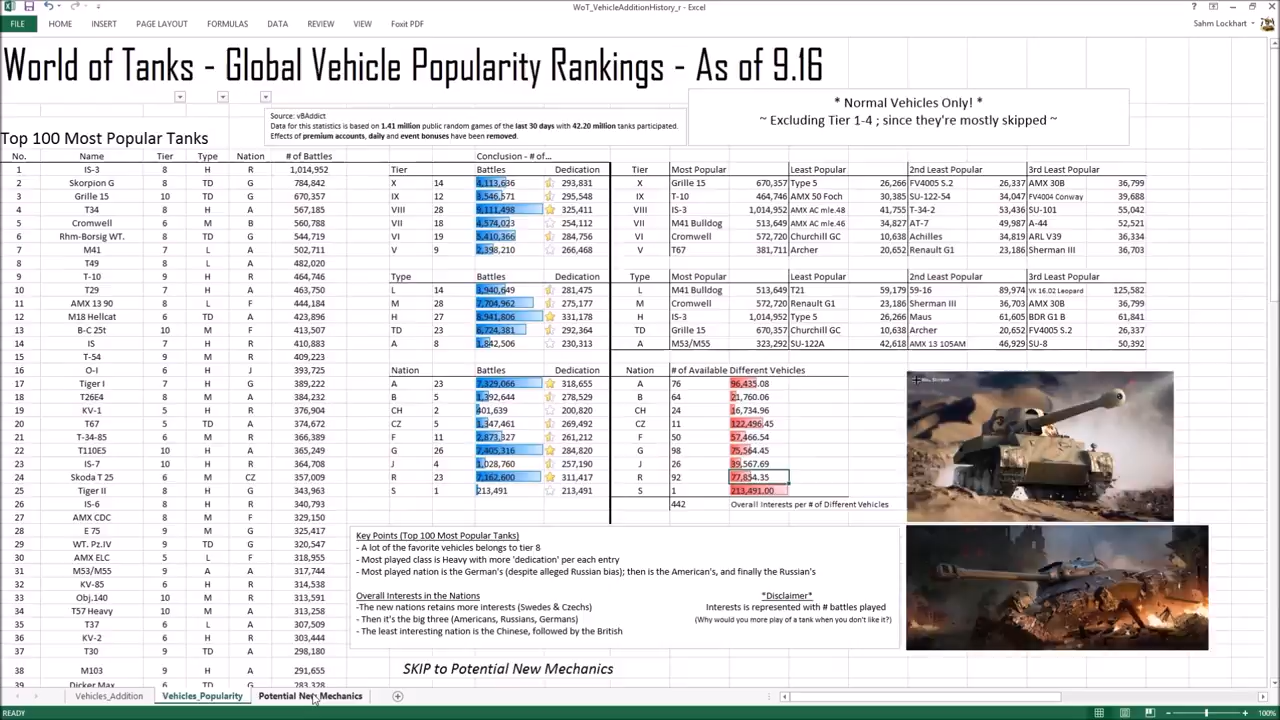 WoT_VehicleAdditionHistory_r - Excel
FILE HOME INSERT PAGE LAYOUT FORMULAS DATA REVIEW VIEW Foxit PDF Sahm Lockhart
World of Tanks - Global Vehicle Popularity Rankings - As of 9.16
* Normal Vehicles Only! *
~ Excluding Tier 1-4 ; since they're mostly skipped ~
Source: vBAddict
Data for this statistics is based on 1.41 million public random games of the last 30 days with 42.20 million tanks participated.
Effects of premium accounts, daily and event bonuses have been removed.
Top 100 Most Popular Tanks
No. Name Tier Type Nation # of Battles
1 IS-3 8 H R 1,014,952
2 Skorpion G 8 TD G 784,842
3 Grille 15 10 TD G 670,357
4 T34 8 H A 567,185
5 Cromwell 6 M B 560,788
6 Rhm-Borsig WT. 8 TD G 544,719
7 M41 7 L A 502,711
8 T49 8 L A 482,020
9 T-10 9 H R 464,746
10 T29 7 H A 463,750
11 AMX 13 90 8 L F 444,184
12 M18 Hellcat 6 TD A 423,896
13 B-C 25t 10 M F 413,507
14 IS 7 H R 410,883
15 T-54 9 M R 409,223
16 O-I 6 H J 393,725
17 Tiger I 7 H G 389,222
18 T26E4 8 M A 384,232
19 KV-1 5 H R 376,904
20 T67 5 TD A 374,672
21 T-34-85 6 M R 366,389
22 T110E5 10 H A 365,249
23 IS-7 10 H R 364,708
24 Skoda T 25 6 M CZ 357,009
25 Tiger II 8 H G 343,963
26 IS-6 8 H R 340,793
27 AMX CDC 8 M F 329,150
28 E 75 9 H G 325,417
29 WT. Pz.IV 9 TD G 320,547
30 AMX ELC 5 L F 318,955
31 M53/M55 9 A A 317,744
32 KV-85 6 H R 314,538
33 Obj.140 10 M R 313,591
34 T57 Heavy 10 H A 313,258
35 T37 6 L A 307,509
36 KV-2 6 H R 303,444
37 T30 9 TD A 298,180
38 M103 9 H A 291,655
39 Dicker Max 6 TD G 283,328
Conclusion - # of...
Tier Battles Dedication
X 14 4,113,636 293,831
IX 12 3,546,571 295,548
VIII 28 9,111,498 325,411
VII 18 4,574,023 254,112
VI 19 5,410,366 284,756
V 9 2,398,210 266,468
Type Battles Dedication
L 14 3,940,649 281,475
M 28 7,704,962 275,177
H 27 8,941,806 331,178
TD 23 6,724,381 292,364
A 8 1,842,506 230,313
Nation Battles Dedication
A 23 7,329,066 318,655
B 5 1,392,644 278,529
CH 2 401,639 200,820
CZ 5 1,347,461 269,492
F 11 2,873,327 261,212
G 26 7,405,316 284,820
J 4 1,028,760 257,190
R 23 7,162,600 311,417
S 1 213,491 213,491
Tier Most Popular Least Popular 2nd Least Popular 3rd Least Popular
X Grille 15 670,357 Type 5 26,266 FV4005 S.2 26,337 AMX 30B 36,799
IX T-10 464,746 AMX 50 Foch 30,385 SU-122-54 34,047 FV4004 Conway 39,688
VIII IS-3 1,014,952 AMX AC mle.48 41,755 T-34-2 53,436 SU-101 55,042
VII M41 Bulldog 513,649 AMX AC mle.46 23,758 AT-7 49,987 A-44 52,521
VI Cromwell 572,720 Churchill GC 10,638 Achilles 34,819 ARL V39 36,334
V T67 381,711 Archer 20,652 Renault G1 23,186 Sherman III 36,703
Type Most Popular Least Popular 2nd Least Popular 3rd Least Popular
L M41 Bulldog 513,649 T21 59,179 59-16 89,974 VK 16.02 Leopard 125,582
M Cromwell 572,720 Renault G1 23,186 Sherman III 36,703 AMX 30B 36,799
H IS-3 1,014,952 Type 5 26,266 Maus 61,605 BDR G1 B 61,841
TD Grille 15 670,357 Churchill GC 10,638 Archer 20,652 FV4005 S.2 26,337
A M53/M55 323,292 SU-122A 42,618 AMX 13 105AM 46,929 SU-8 50,392
Nation # of Available Different Vehicles
A 76 96,435.08
B 64 21,760.06
CH 24 16,734.96
CZ 11 122,496.45
F 50 57,466.54
G 98 75,564.45
J 26 39,567.69
R 92 77,854.35
S 1 213,491.00
442 Overall Interests per # of Different Vehicles
Key Points (Top 100 Most Popular Tanks)
- A lot of the favorite vehicles belongs to tier 8
- Most played class is Heavy with more 'dedication' per each entry
- Most played nation is the German's (despite alleged Russian bias); then is the American's, and finally the Russian's
Overall Interests in the Nations
-The new nations retains more interests (Swedes & Czechs)
- Then it's the big three (Americans, Russians, Germans)
- The least interesting nation is the Chinese, followed by the British
*Disclaimer*
Interests is represented with # battles played
(Why would you more play of a tank when you don't like it?)
SKIP to Potential New Mechanics
Vehicles_Addition Vehicles_Popularity Potential New Mechanics
READY 100%